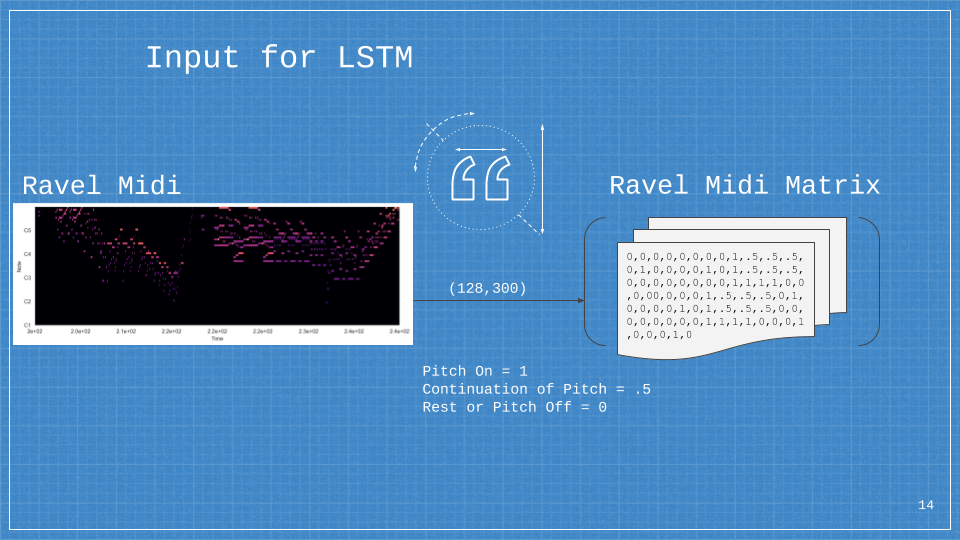 Input for LSTM
Ravel Midi
Ravel Midi Matrix
C5
C4
C3
C2
C1
Note
2e+02
2.0e+02
2.1e+02
2.2e+02
2.2e+02
2.2e+02
2.3e+02
2.4e+02
2.4e+02
Time
(128,300)
0,0,0,0,0,0,0,0,1,.5,.5,.5,
0,1,0,0,0,0,1,0,1,.5,.5,.5,
0,0,0,0,0,0,0,0,1,1,1,1,0,0
,0,00,0,0,0,1,.5,.5,.5,0,1,
0,0,0,0,1,0,1,.5,.5,.5,0,0,
0,0,0,0,0,0,1,1,1,1,0,0,0,1
,0,0,0,1,0
Pitch On = 1
Continuation of Pitch = .5
Rest or Pitch Off = 0
14